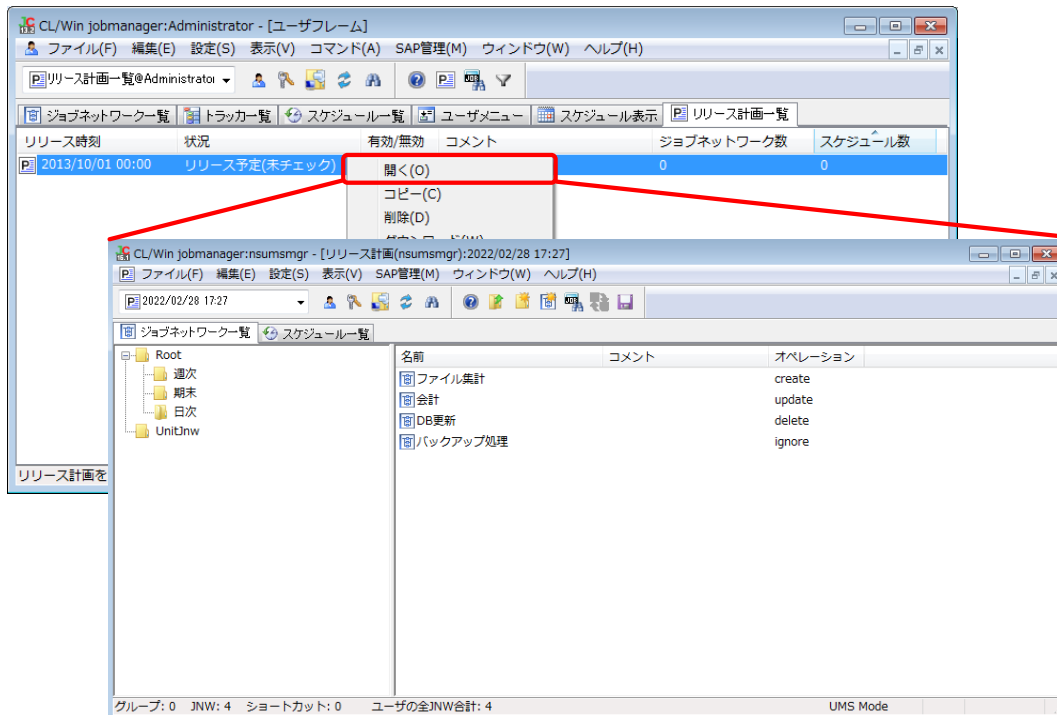 CL/Win jobmanager:Administrator - [ユーザフレーム]
ファイル(F) 編集(E) 設定(S) 表示(V) コマンド(A) SAP管理(M) ウィンドウ(W) ヘルプ(H)
リリース計画一覧@Administrator
ジョブネットワーク一覧 トラッカ一覧 スケジュール一覧 ユーザメニュー スケジュール表示 リリース計画一覧
リリース時刻 状況 有効/無効 コメント ジョブネットワーク数 スケジュール数
2013/10/01 00:00 リリース予定(未チェック) 0 0
開く(O)
コピー(C)
削除(D)
リリース計画を
CL/Win jobmanager:nsumsmgr - [リリース計画(nsumsmgr):2022/02/28 17:27]
ファイル(F) 編集(E) 設定(S) 表示(V) SAP管理(M) ウィンドウ(W) ヘルプ(H)
2022/02/28 17:27
ジョブネットワーク一覧 スケジュール一覧
Root
週次
期末
日次
UnitJnw
名前 コメント オペレーション
ファイル集計 create
会計 update
DB更新 delete
バックアップ処理 ignore
グループ: 0 JNW: 4 ショートカット: 0 ユーザの全JNW合計: 4 UMS Mode